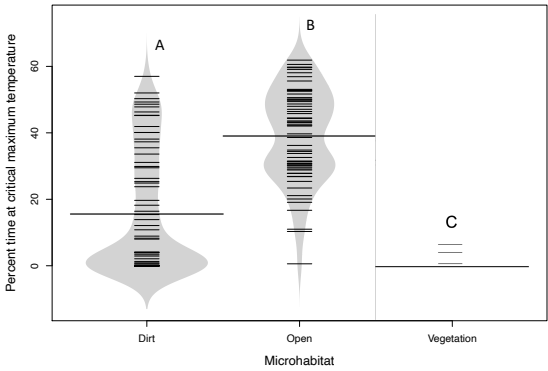 Percent time at critical maximum temperature
60
40
20
0
A
B
C
Dirt
Open
Vegetation
Microhabitat